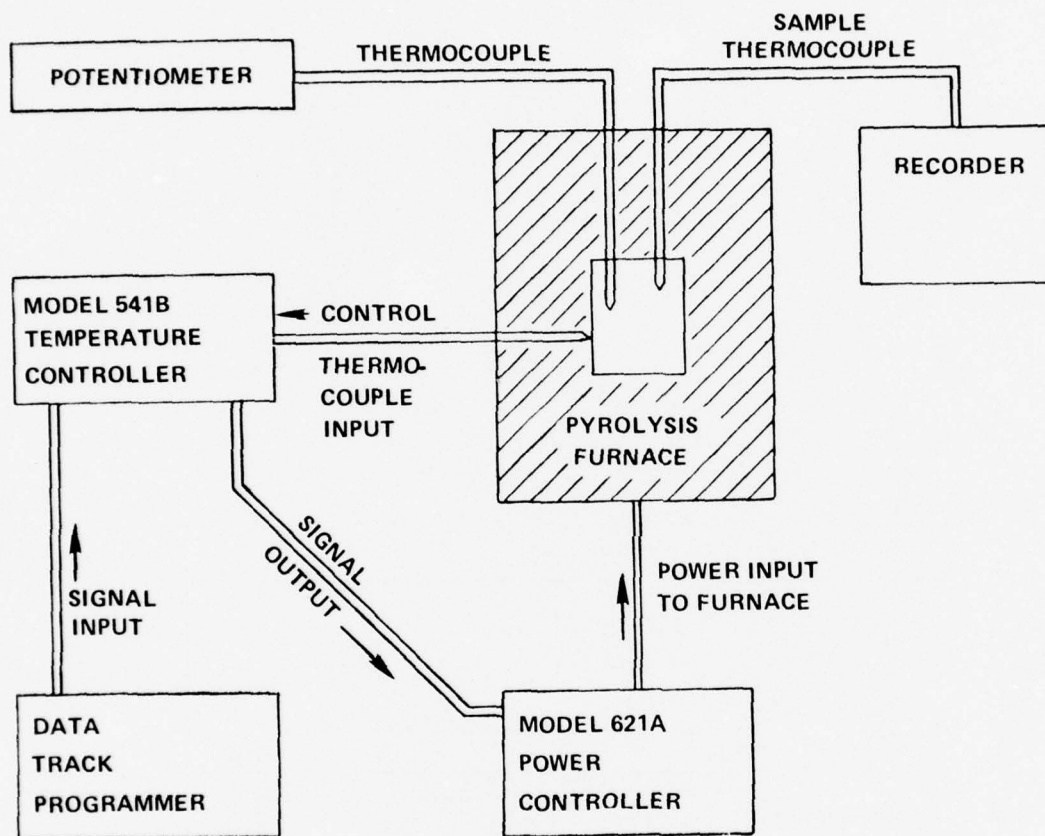 SAMPLE
THERMOCOUPLE
THERMOCOUPLE
POTENTIOMETER
RECORDER
MODEL 541B
TEMPERATURE
CONTROLLER
CONTROL
THERMO-
COUPLE
INPUT
PYROLYSIS
FURNACE
SIGNAL
OUTPUT
SIGNAL
INPUT
POWER INPUT
TO FURNACE
DATA
TRACK
PROGRAMMER
MODEL 621A
POWER
CONTROLLER